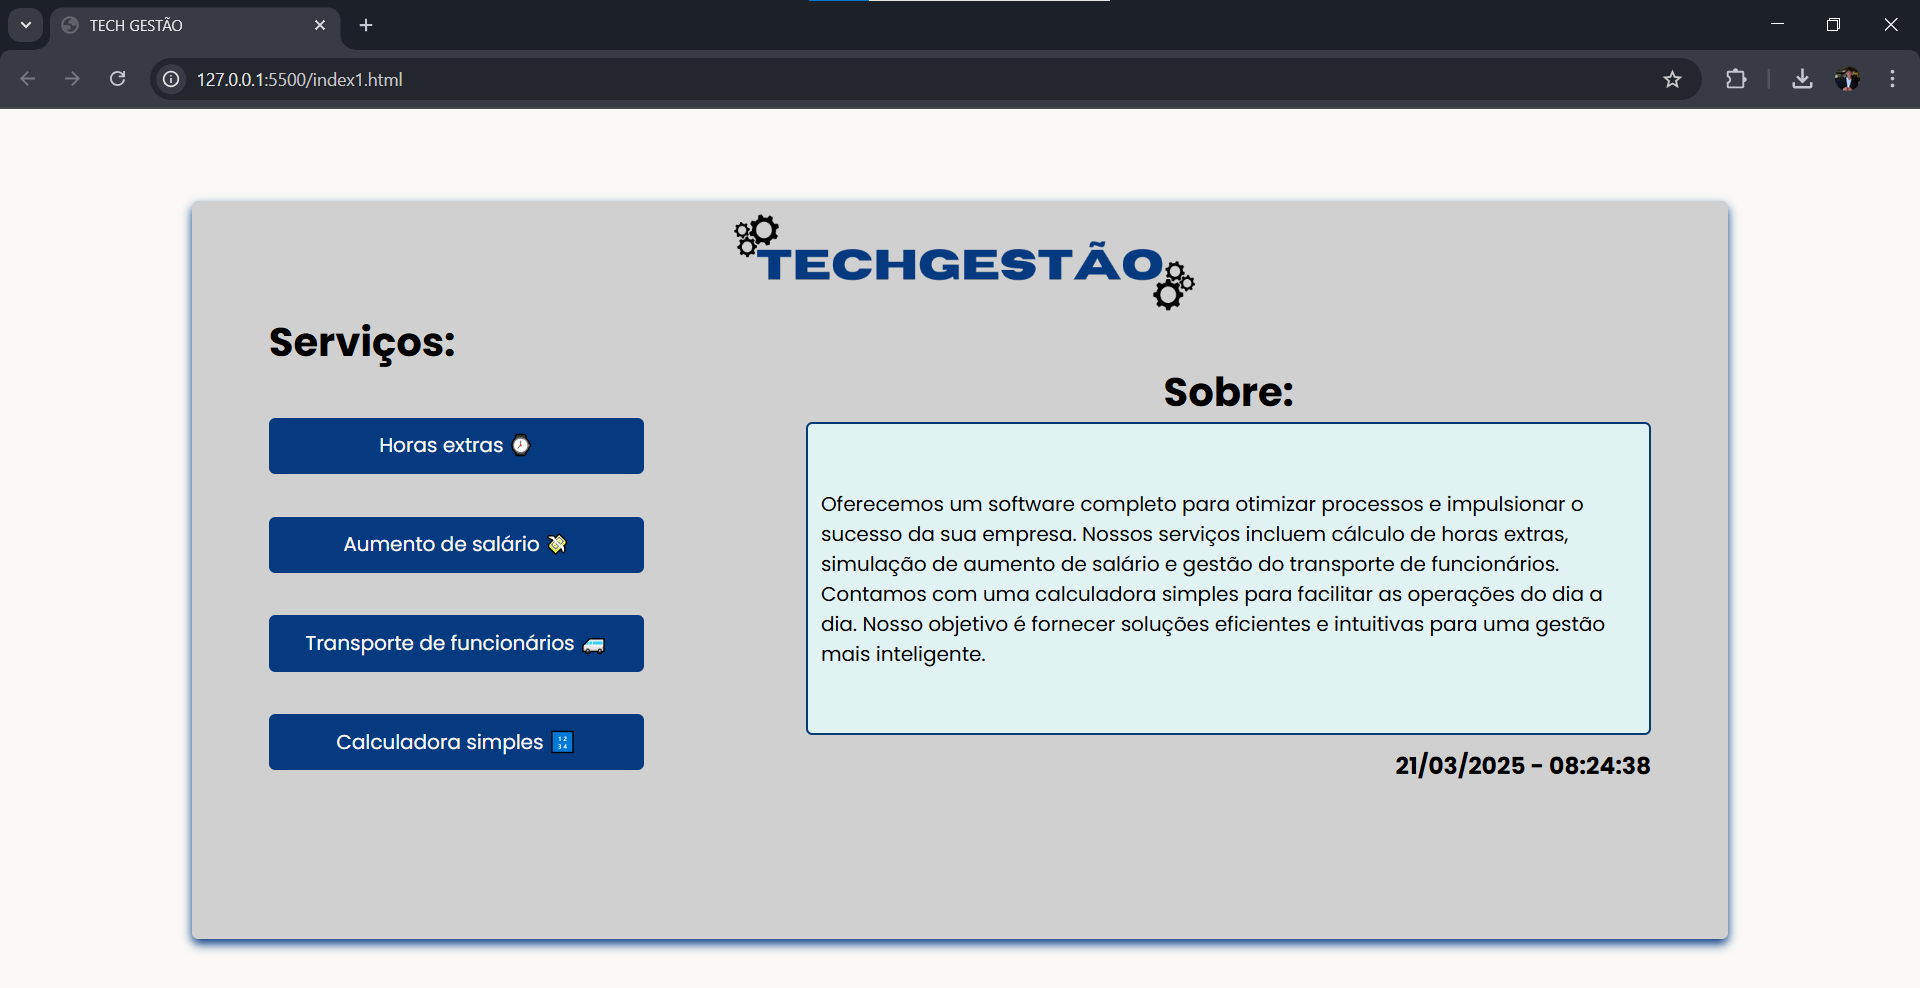 TECH GESTÃO
127.0.0.1:5500/index1.html
TECHGESTÃO
Serviços:
Horas extras
Aumento de salário
Transporte de funcionários
Calculadora simples
Sobre:
Oferecemos um software completo para otimizar processos e impulsionar o
sucesso da sua empresa. Nossos serviços incluem cálculo de horas extras,
simulação de aumento de salário e gestão do transporte de funcionários.
Contamos com uma calculadora simples para facilitar as operações do dia a
dia. Nosso objetivo é fornecer soluções eficientes e intuitivas para uma gestão
mais inteligente.
21/03/2025 - 08:24:38